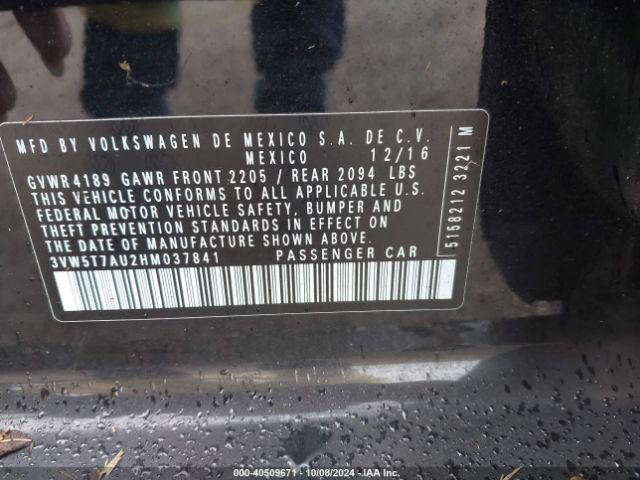 MFD BY VOLKSWAGEN DE MEXICO S.A. DE C.V.
MEXICO 12/16
GVWR4189 GAWR FRONT 2205 / REAR 2094 LBS
THIS VEHICLE CONFORMS TO ALL APPLICABLE U.S.
FEDERAL MOTOR VEHICLE SAFETY, BUMPER AND
THEFT PREVENTION STANDARDS IN EFFECT ON
THE DATE OF MANUFACTURE SHOWN ABOVE.
3VW5T7AU2HM037841 PASSENGER CAR
5158212 3221 M
000-40509671 - 10/08/2024 - IAA Inc.